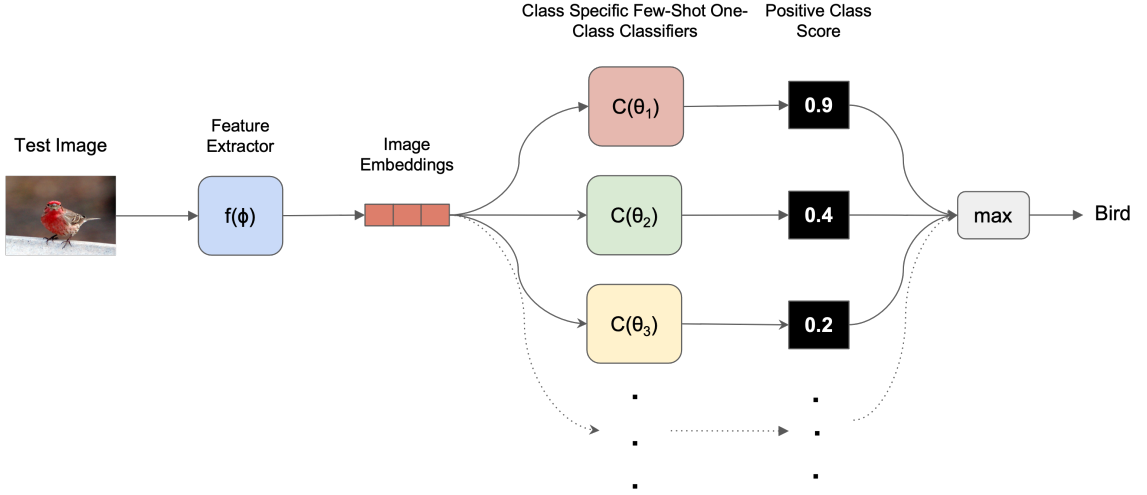 Class Specific Few-Shot One-
Class Classifiers
Positive Class
Score
Test Image
Feature
Extractor
Image
Embeddings
f(ϕ)
C(θ₁)
0.9
C(θ₂)
0.4
C(θ₃)
0.2
max
Bird